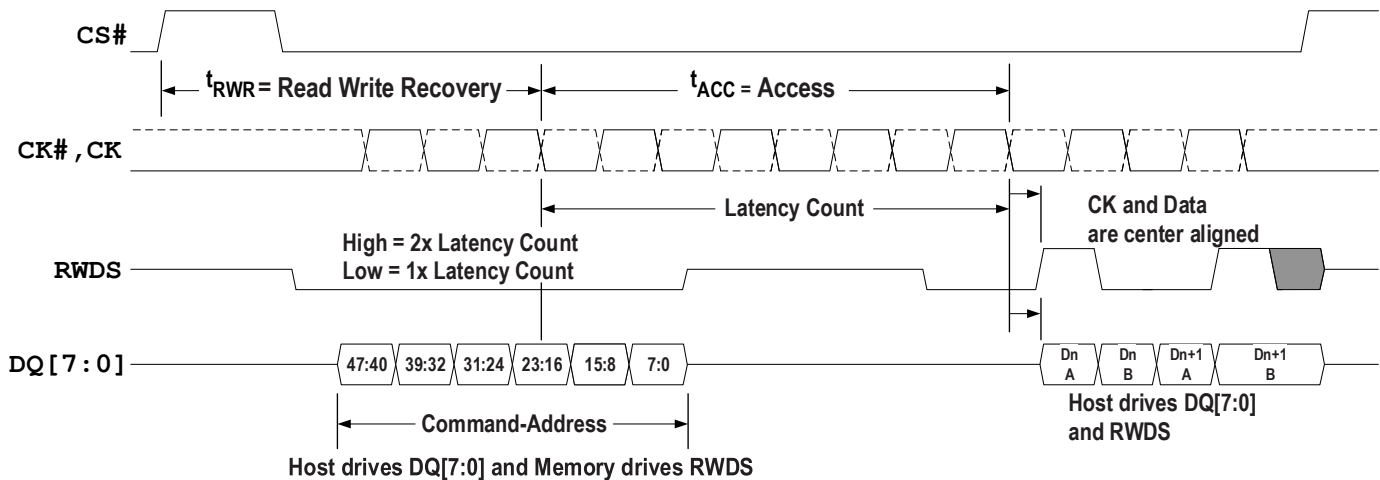 CS#
tRWR = Read Write Recovery
tACC = Access
CK#,CK
Latency Count
CK and Data
are center aligned
High = 2x Latency Count
Low = 1x Latency Count
RWDS
DQ[7:0]
47:40 39:32 31:24 23:16 15:8 7:0
Dn A
Dn B
Dn+1 A
Dn+1 B
Command-Address
Host drives DQ[7:0]
and RWDS
Host drives DQ[7:0] and Memory drives RWDS